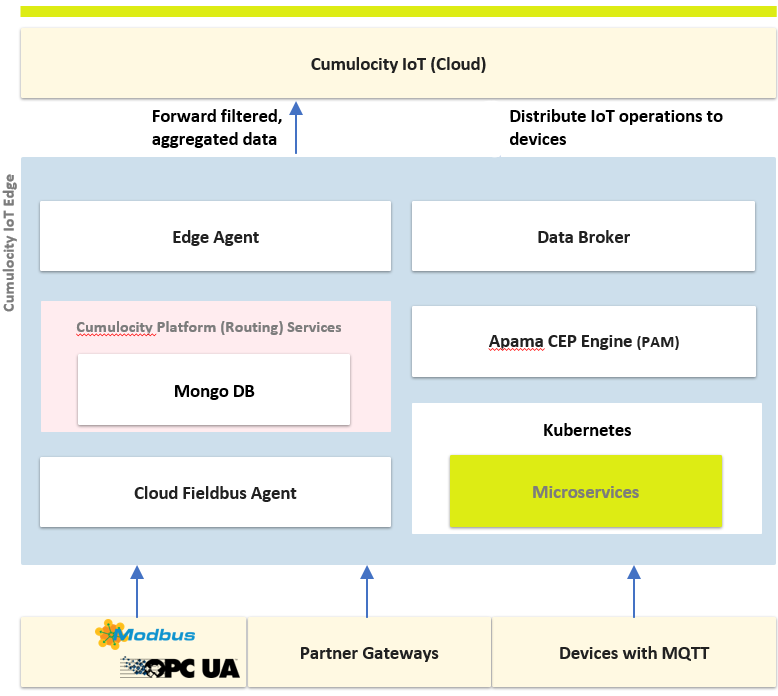 Cumulocity IoT (Cloud)
Forward filtered,
aggregated data
Distribute IoT operations to
devices
Cumulocity IoT Edge
Edge Agent
Data Broker
Cumulocity Platform (Routing) Services
Mongo DB
Apama CEP Engine (PAM)
Cloud Fieldbus Agent
Kubernetes
Microservices
Modbus
OPC UA
Partner Gateways
Devices with MQTT